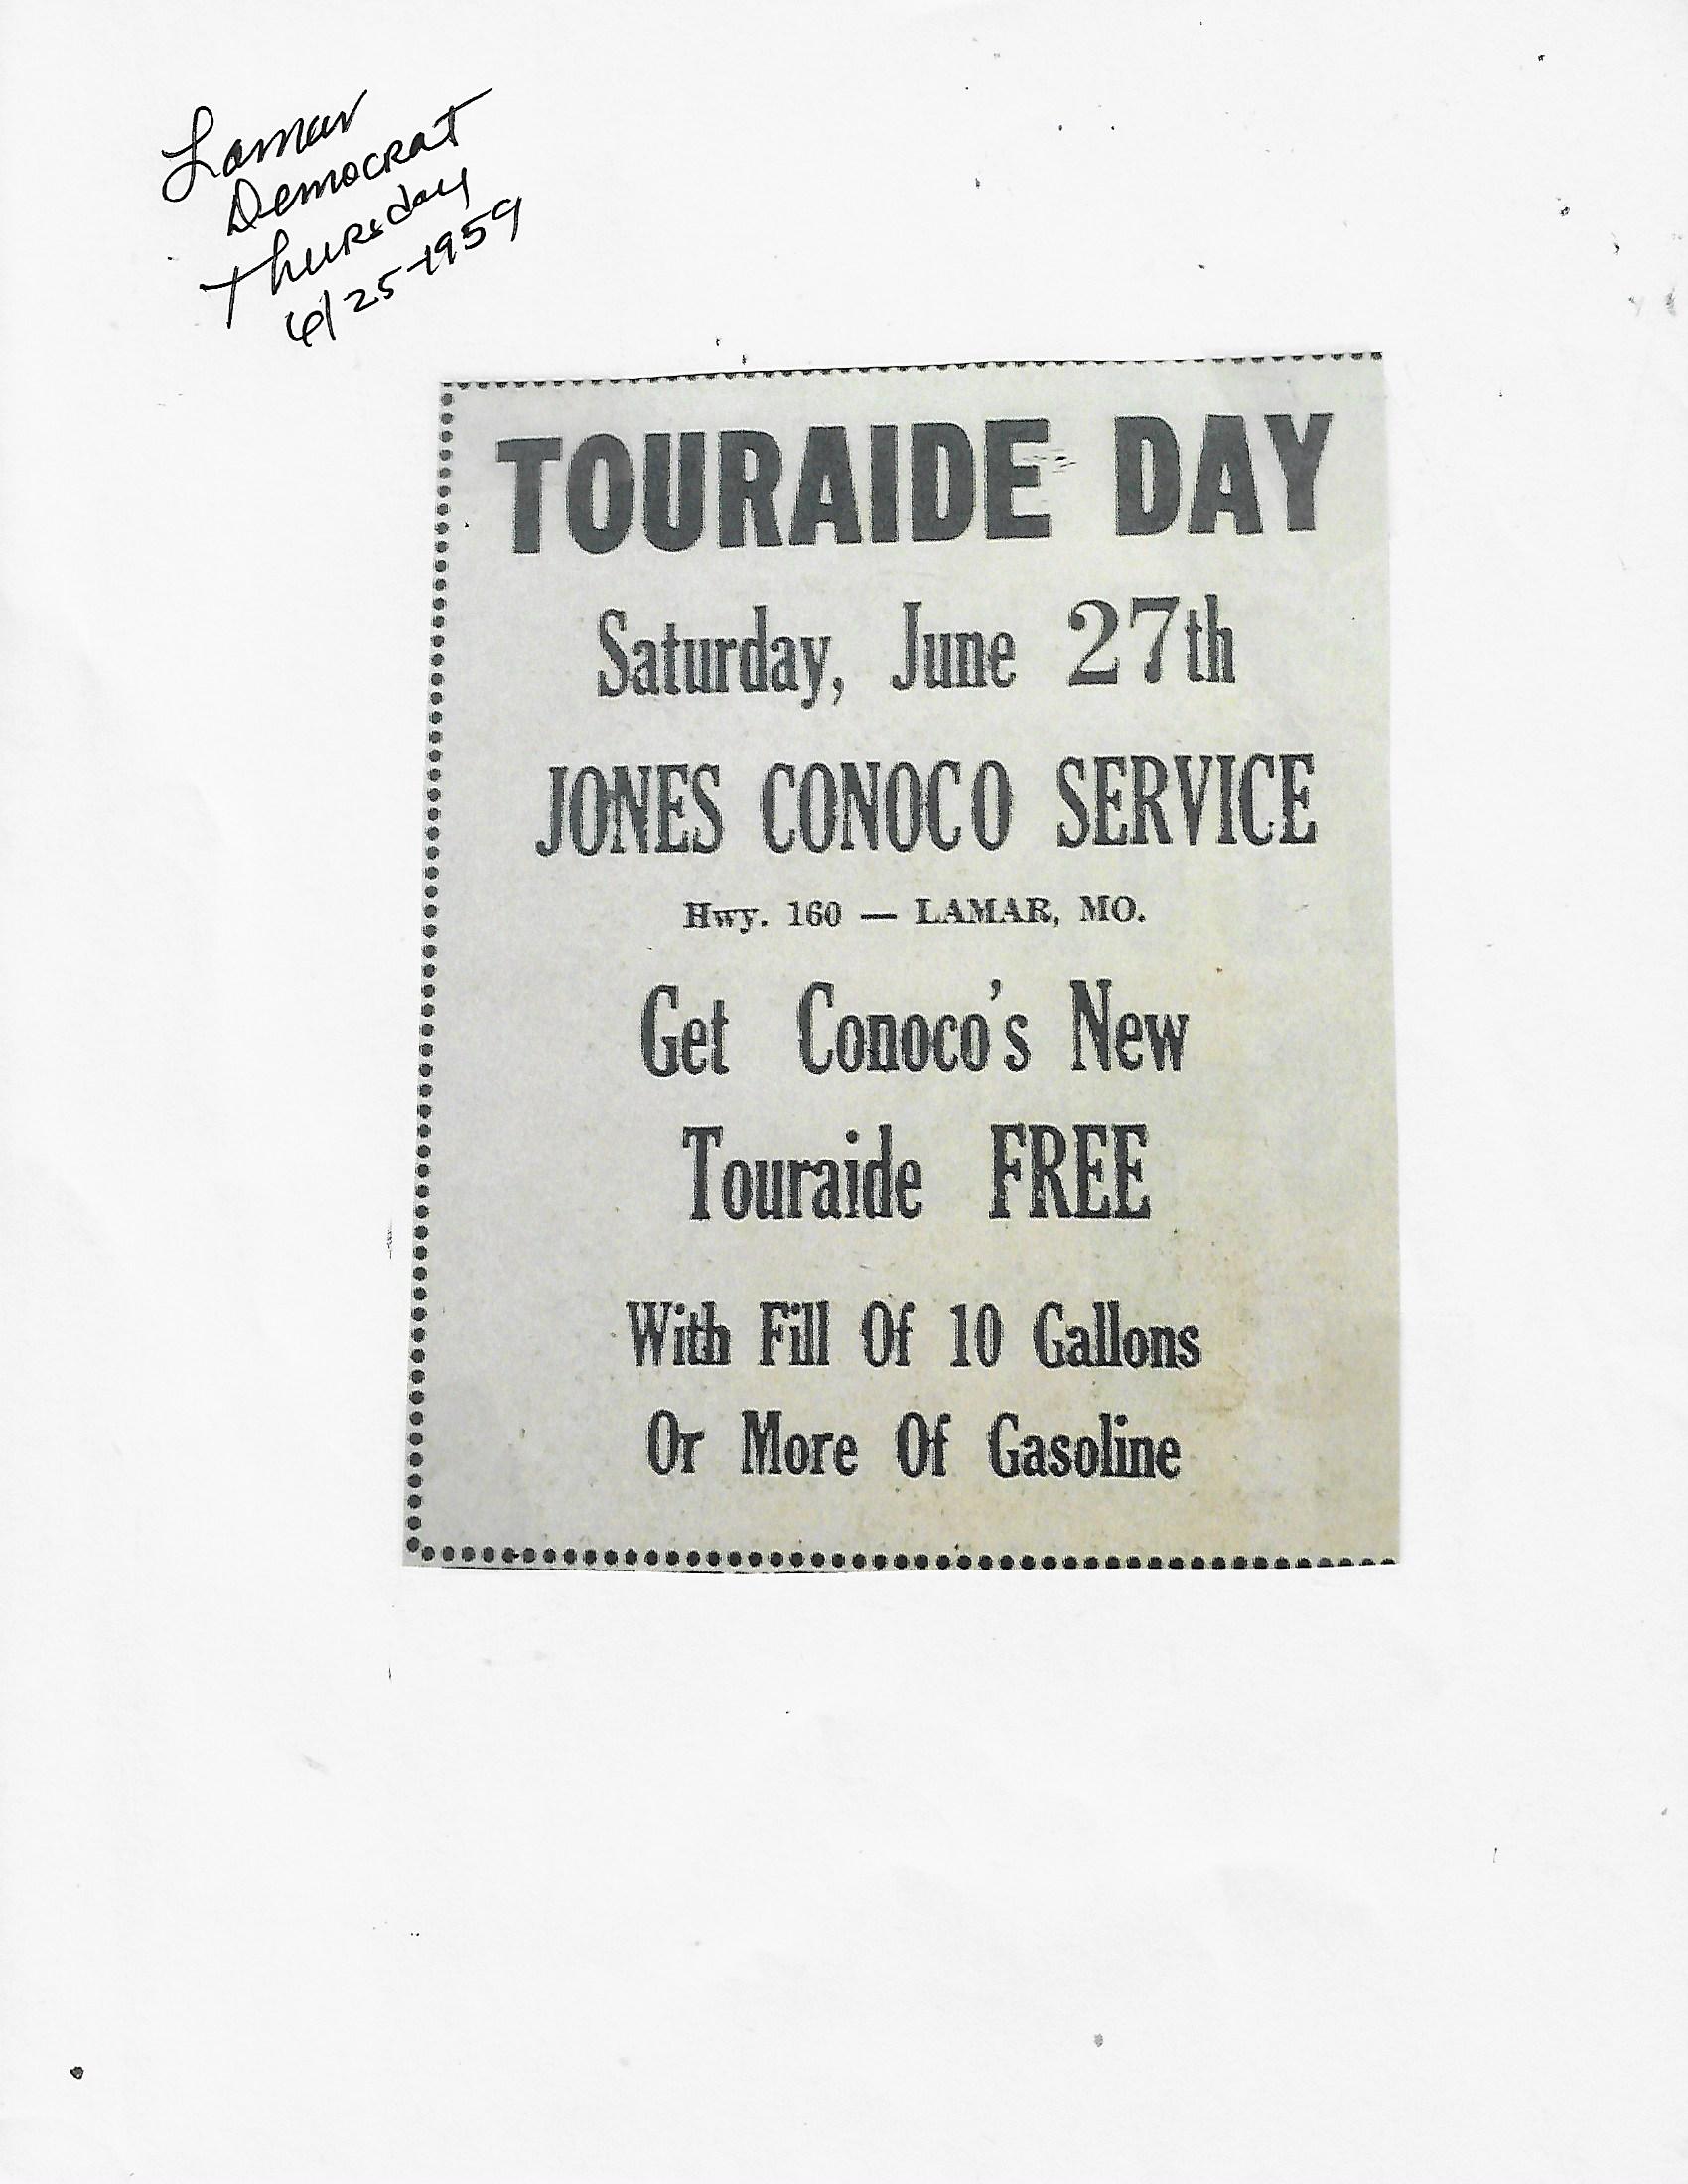 Lamar
Democrat
Thursday
6/25-1959
TOURAIDE DAY
Saturday, June 27th
JONES CONOCO SERVICE
Hwy. 160 — LAMAR, MO.
Get Conoco's New
Touraide FREE
With Fill Of 10 Gallons
Or More Of Gasoline